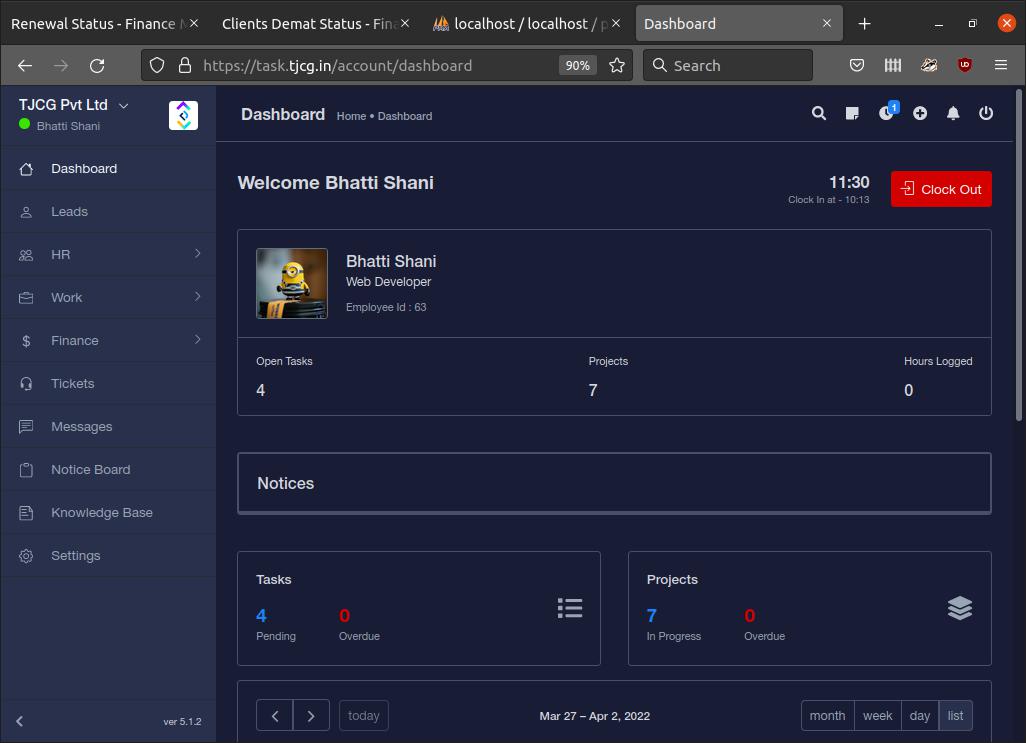 Renewal Status - Finance
Clients Demat Status - Fina
localhost / localhost / p
Dashboard
https://task.tjcg.in/account/dashboard
90%
Search
TJCG Pvt Ltd
Bhatti Shani
Dashboard
Home • Dashboard
1
Dashboard
Leads
HR
Work
Finance
Tickets
Messages
Notice Board
Knowledge Base
Settings
ver 5.1.2
Welcome Bhatti Shani
11:30
Clock In at - 10:13
Clock Out
Bhatti Shani
Web Developer
Employee Id : 63
Open Tasks
4
Projects
7
Hours Logged
0
Notices
Tasks
4
Pending
0
Overdue
Projects
7
In Progress
0
Overdue
today
Mar 27 – Apr 2, 2022
month
week
day
list